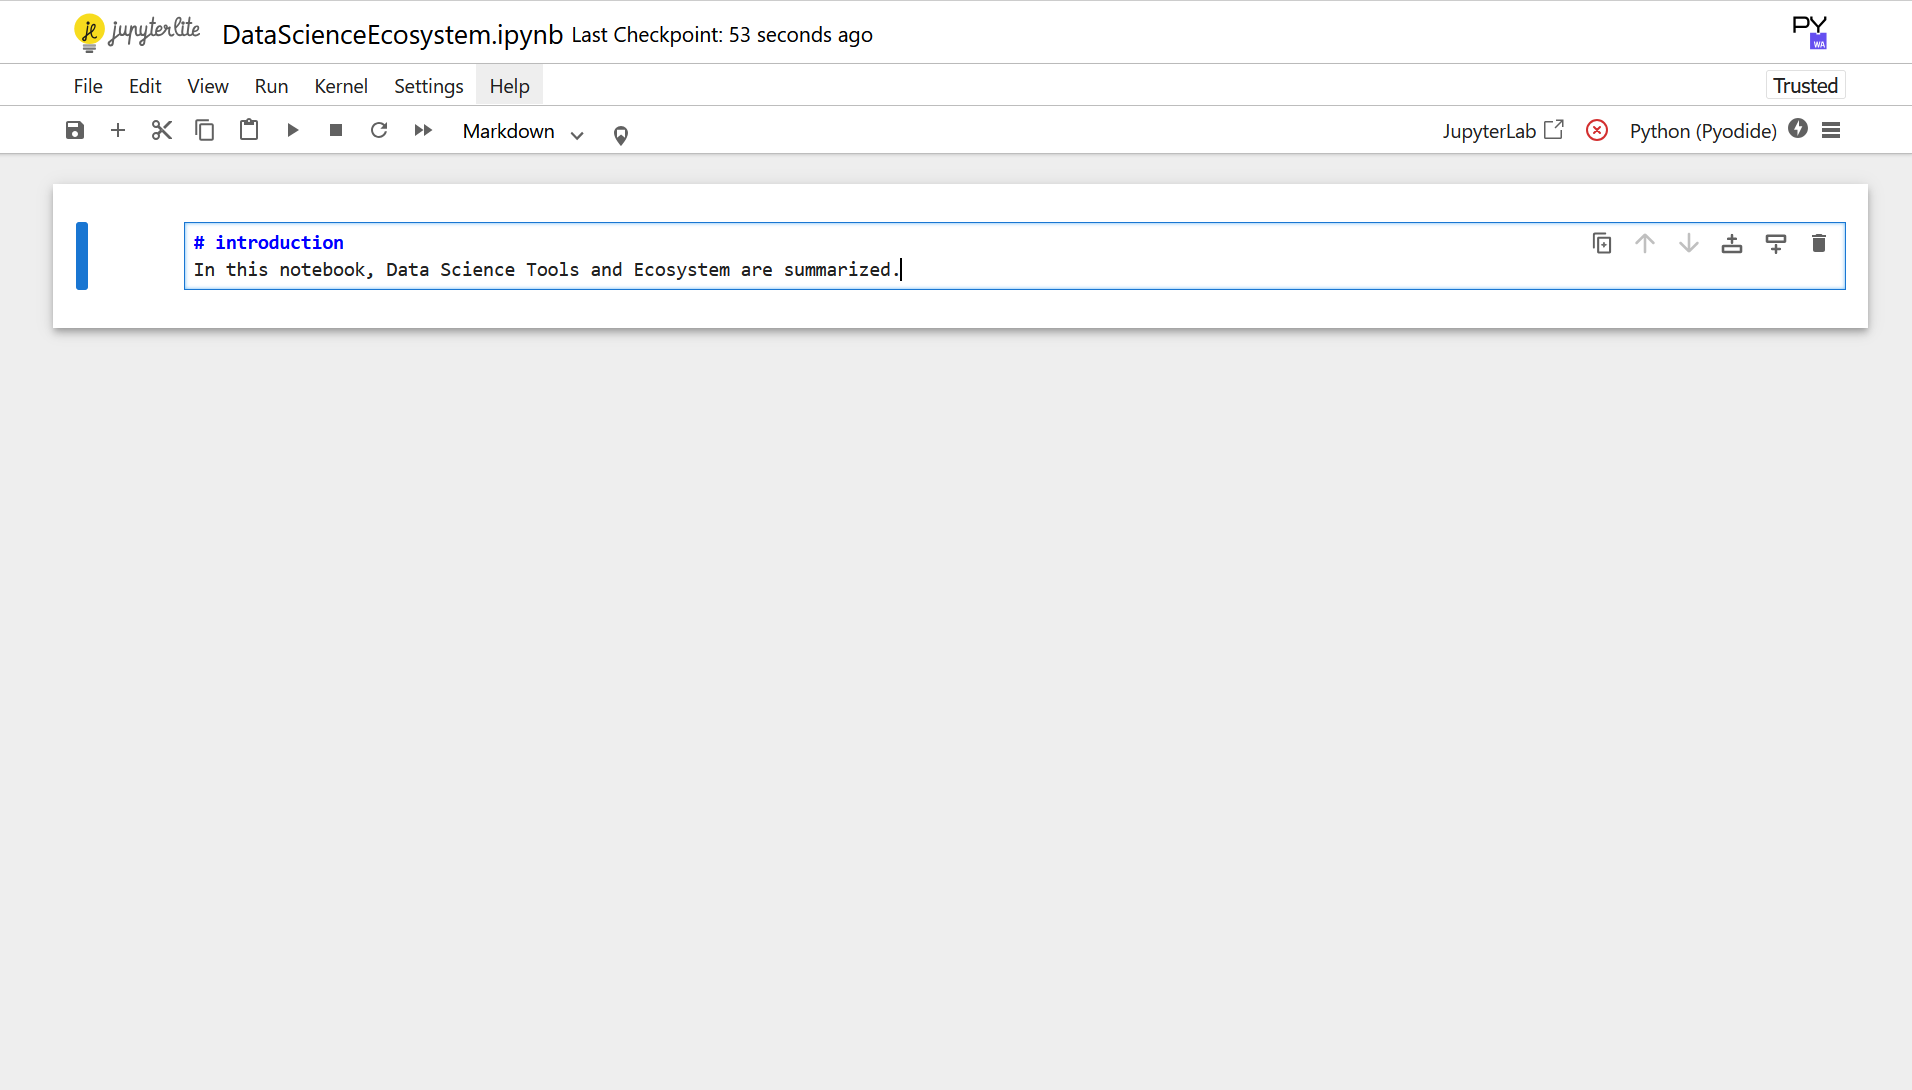 jupyterlite DataScienceEcosystem.ipynb Last Checkpoint: 53 seconds ago PY WA
File Edit View Run Kernel Settings Help Trusted
Markdown JupyterLab Python (Pyodide)
# introduction
In this notebook, Data Science Tools and Ecosystem are summarized.